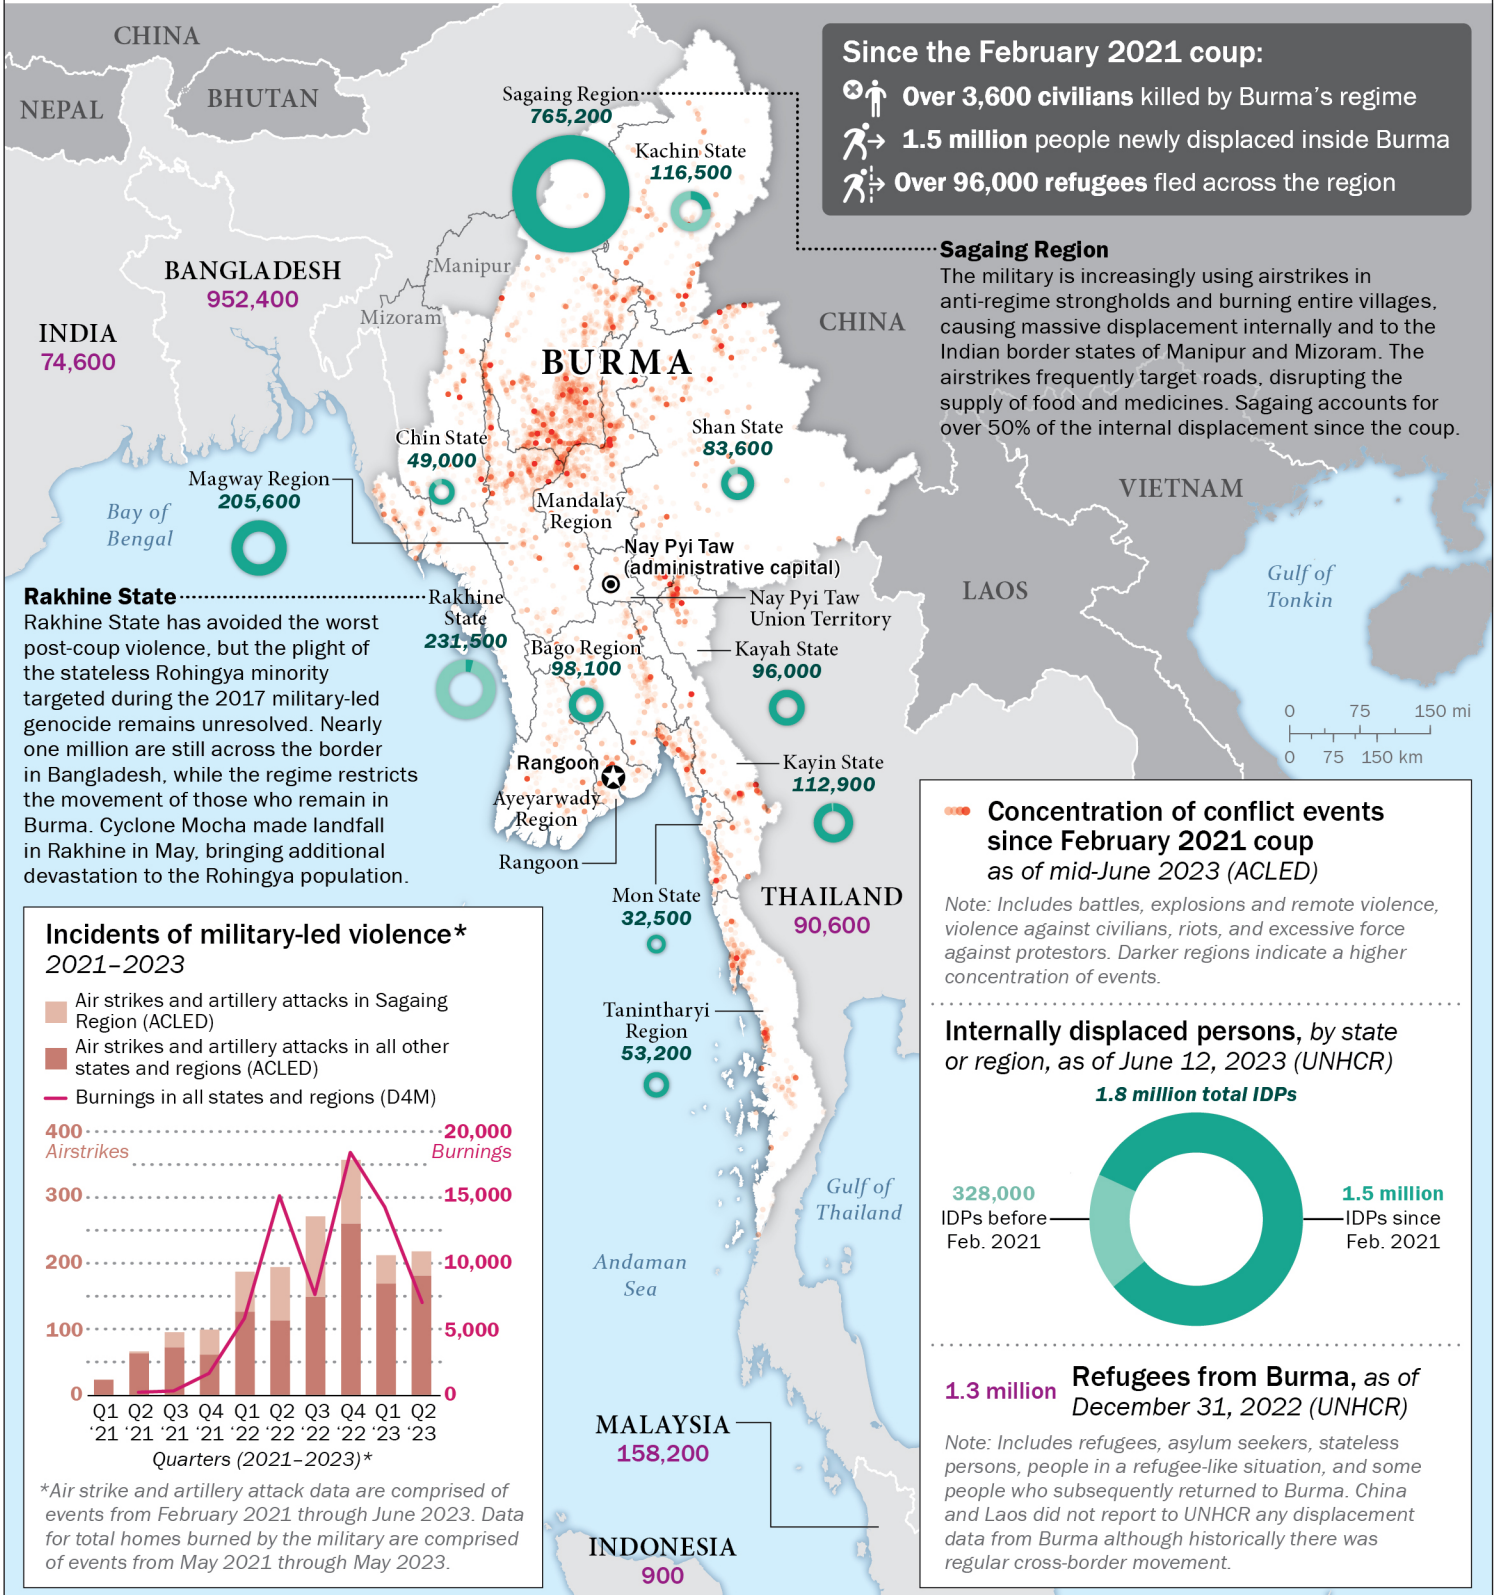 CHINA
NEPAL
BHUTAN
Since the February 2021 coup:
Over 3,600 civilians killed by Burma's regime
1.5 million people newly displaced inside Burma
Over 96,000 refugees fled across the region
Sagaing Region
765,200
Kachin State
116,500
Manipur
Mizoram
BANGLADESH
952,400
INDIA
74,600
CHINA
Sagaing Region
The military is increasingly using airstrikes in
anti-regime strongholds and burning entire villages,
causing massive displacement internally and to the
Indian border states of Manipur and Mizoram. The
airstrikes frequently target roads, disrupting the
supply of food and medicines. Sagaing accounts for
over 50% of the internal displacement since the coup.
BURMA
Chin State
49,000
Shan State
83,600
Magway Region
205,600
Bay of
Bengal
Mandalay
Region
VIETNAM
Nay Pyi Taw
(administrative capital)
Nay Pyi Taw
Union Territory
LAOS
Gulf of
Tonkin
Rakhine State
Rakhine State has avoided the worst
post-coup violence, but the plight of
the stateless Rohingya minority
targeted during the 2017 military-led
genocide remains unresolved. Nearly
one million are still across the border
in Bangladesh, while the regime restricts
the movement of those who remain in
Burma. Cyclone Mocha made landfall
in Rakhine in May, bringing additional
devastation to the Rohingya population.
Rakhine
State
231,500
Bago Region
98,100
Kayah State
96,000
0 75 150 mi
0 75 150 km
Rangoon
Kayin State
112,900
Ayeyarwady
Region
Rangoon
Mon State
32,500
THAILAND
90,600
Tanintharyi
Region
53,200
Gulf of
Thailand
Andaman
Sea
MALAYSIA
158,200
INDONESIA
900
Incidents of military-led violence*
2021–2023
Air strikes and artillery attacks in Sagaing
Region (ACLED)
Air strikes and artillery attacks in all other
states and regions (ACLED)
Burnings in all states and regions (D4M)
400 20,000
Airstrikes Burnings
300 15,000
200 10,000
100 5,000
0 0
Q1 Q2 Q3 Q4 Q1 Q2 Q3 Q4 Q1 Q2
‘21 ‘21 ‘21 ‘21 ‘22 ‘22 ‘22 ‘22 ‘23 ‘23
Quarters (2021–2023)*
*Air strike and artillery attack data are comprised of
events from February 2021 through June 2023. Data
for total homes burned by the military are comprised
of events from May 2021 through May 2023.
Concentration of conflict events
since February 2021 coup
as of mid-June 2023 (ACLED)
Note: Includes battles, explosions and remote violence,
violence against civilians, riots, and excessive force
against protestors. Darker regions indicate a higher
concentration of events.
Internally displaced persons, by state
or region, as of June 12, 2023 (UNHCR)
1.8 million total IDPs
328,000
IDPs before
Feb. 2021
1.5 million
IDPs since
Feb. 2021
1.3 million
Refugees from Burma, as of
December 31, 2022 (UNHCR)
Note: Includes refugees, asylum seekers, stateless
persons, people in a refugee-like situation, and some
people who subsequently returned to Burma. China
and Laos did not report to UNHCR any displacement
data from Burma although historically there was
regular cross-border movement.